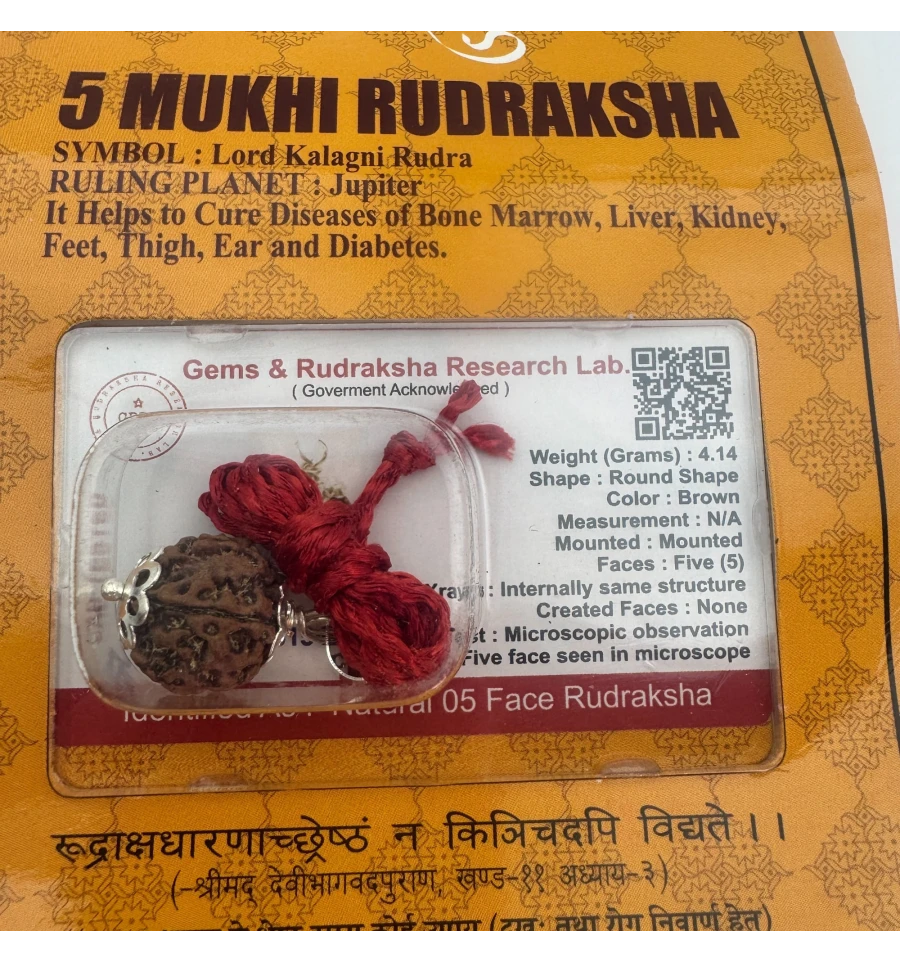 5 MUKHI RUDRAKSHA
SYMBOL : Lord Kalagni Rudra
RULING PLANET : Jupiter
It Helps to Cure Diseases of Bone Marrow, Liver, Kidney,
Feet, Thigh, Ear and Diabetes.
Gems & Rudraksha Research Lab.
( Goverment Acknowledged )
Weight (Grams) : 4.14
Shape : Round Shape
Color : Brown
Measurement : N/A
Mounted : Mounted
Faces : Five (5)
: Internally same structure
Created Faces : None
: Microscopic observation
Five face seen in microscope
Identified As : Natural 05 Face Rudraksha
रूद्राक्षधारणाच्छ्रेष्ठं न किञिचदपि विद्यते।।
(-श्रीमद् देवीभागवदपुराण, खण्ड-११ अध्याय-३)